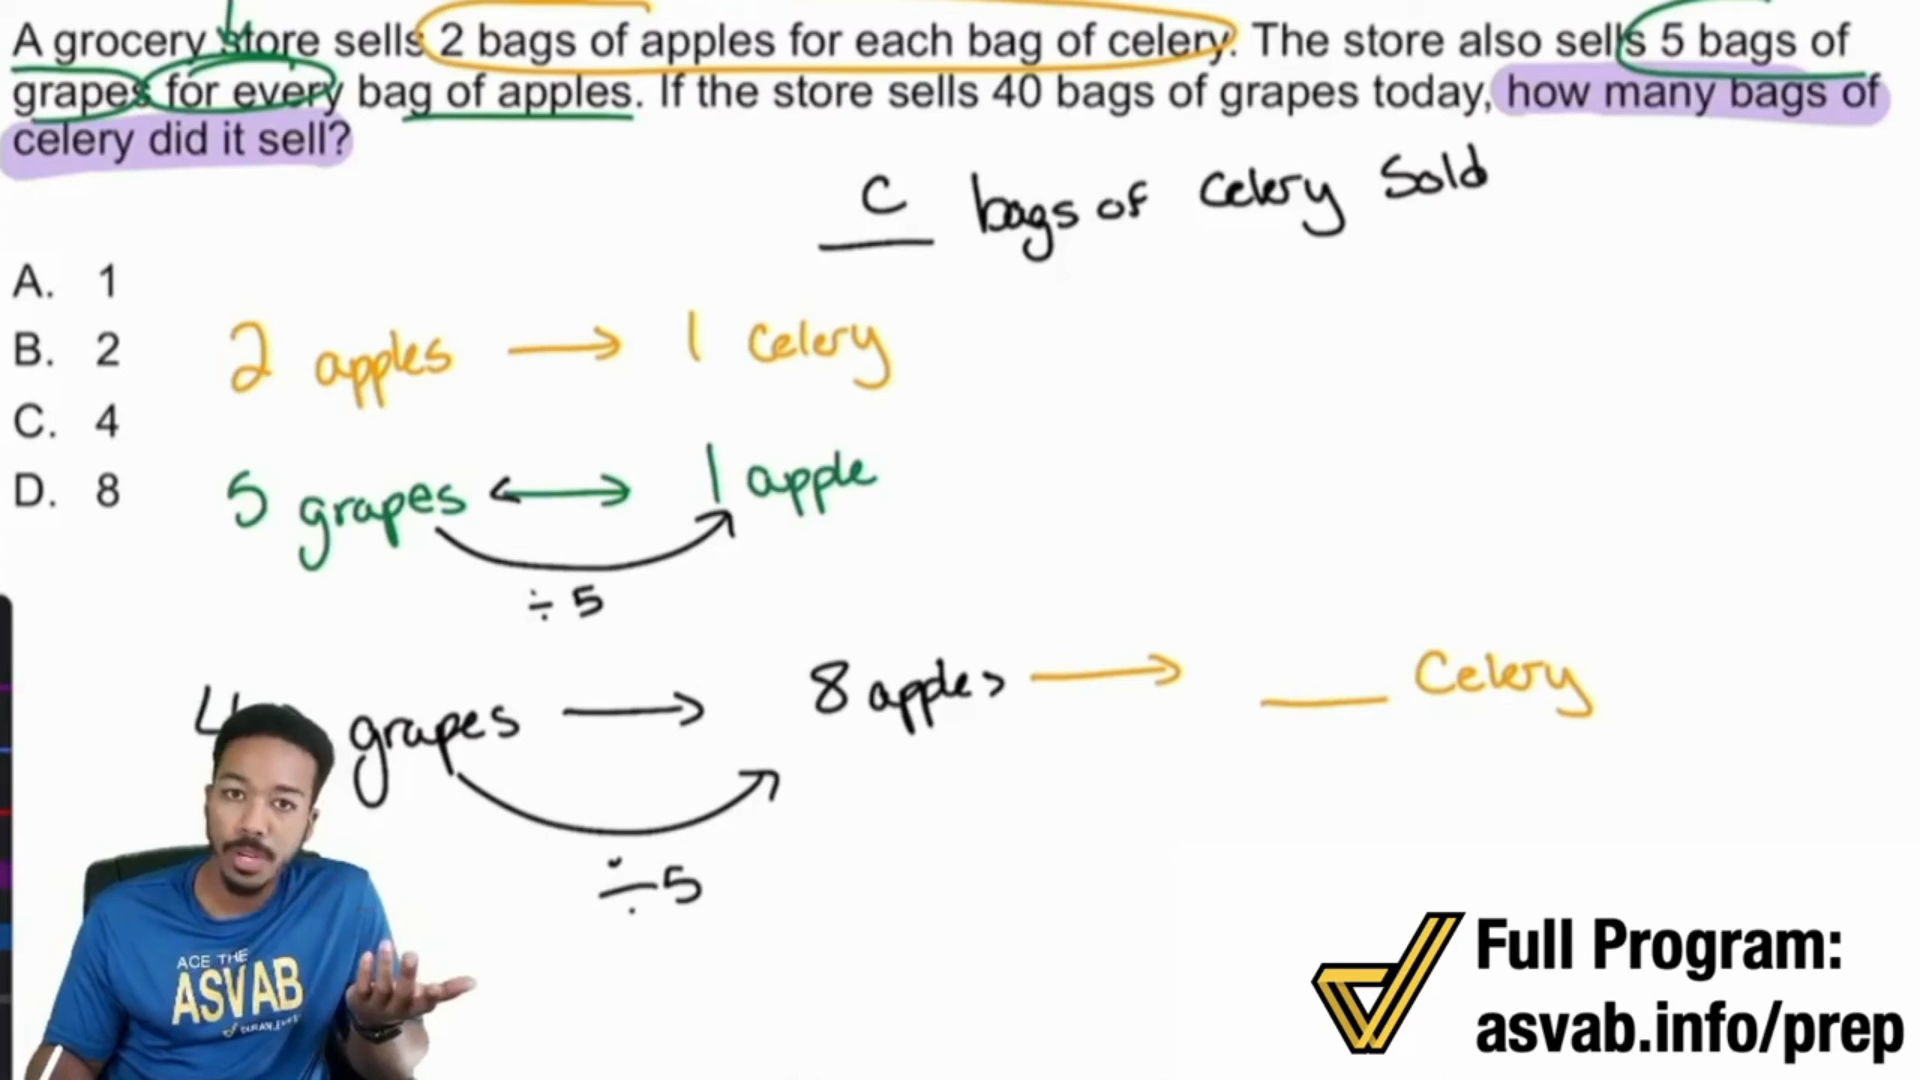 A grocery store sells 2 bags of apples for each bag of celery. The store also sells 5 bags of
grapes for every bag of apples. If the store sells 40 bags of grapes today, how many bags of
celery did it sell?
C bags of celery Sold
A. 1
B. 2
2 apples → 1 Celery
C. 4
D. 8
5 grapes ↔ 1 apple
÷ 5
grapes → 8 apples → ___ Celery
÷5
ACE THE
ASVAB
Full Program:
asvab.info/prep